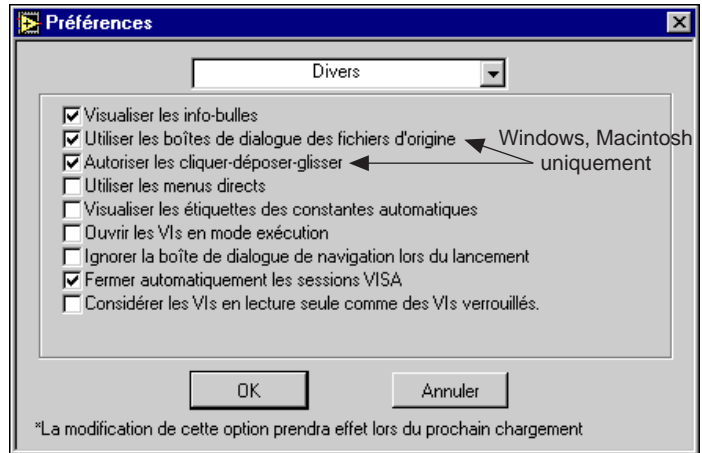 Préférences
Divers
Visualiser les info-bulles
Utiliser les boîtes de dialogue des fichiers d'origine
Windows, Macintosh
uniquement
Autoriser les cliquer-déposer-glisser
Utiliser les menus directs
Visualiser les étiquettes des constantes automatiques
Ouvrir les VIs en mode exécution
Ignorer la boîte de dialogue de navigation lors du lancement
Fermer automatiquement les sessions VISA
Considérer les VIs en lecture seule comme des VIs verrouillés.
OK
Annuler
*La modification de cette option prendra effet lors du prochain chargement